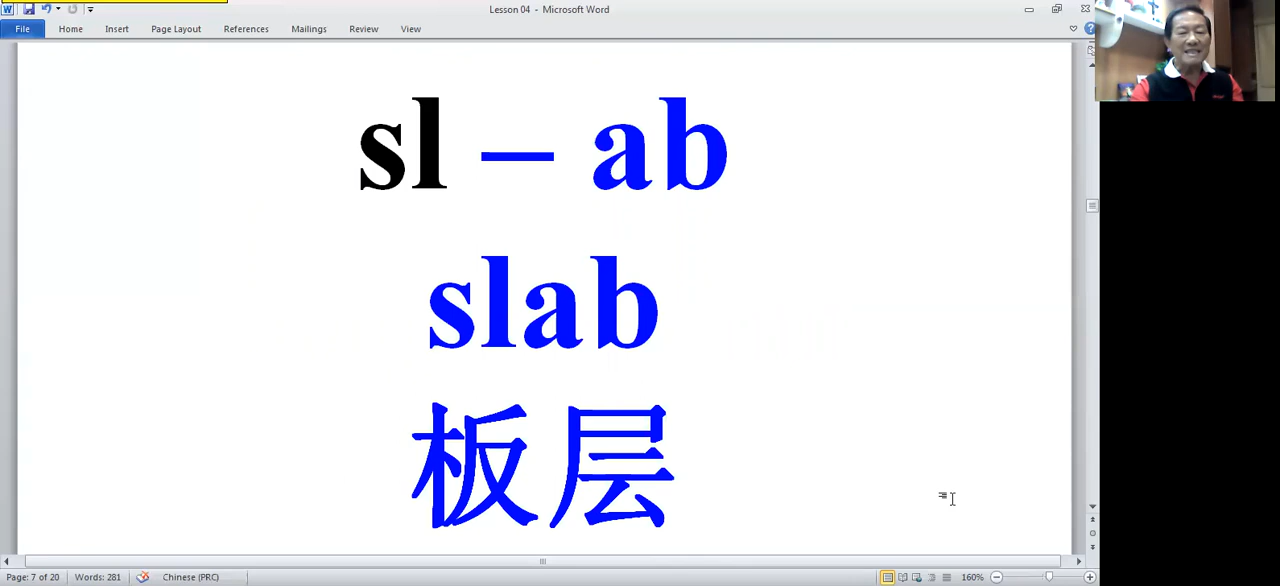 Lesson 04 - Microsoft Word
File Home Insert Page Layout References Mailings Review View
sl – ab
slab
板层
Page: 7 of 20 Words: 281 Chinese (PRC) 160%